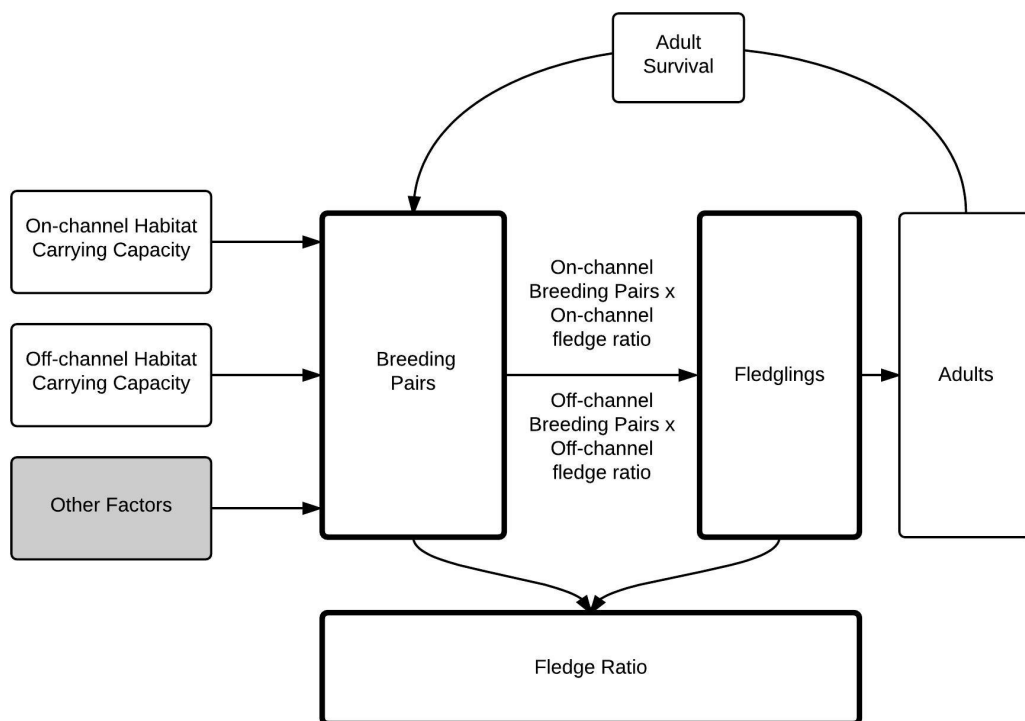 Adult
Survival
On-channel Habitat
Carrying Capacity
Off-channel Habitat
Carrying Capacity
Other Factors
Breeding
Pairs
On-channel
Breeding Pairs x
On-channel
fledge ratio
Off-channel
Breeding Pairs x
Off-channel
fledge ratio
Fledglings
Adults
Fledge Ratio